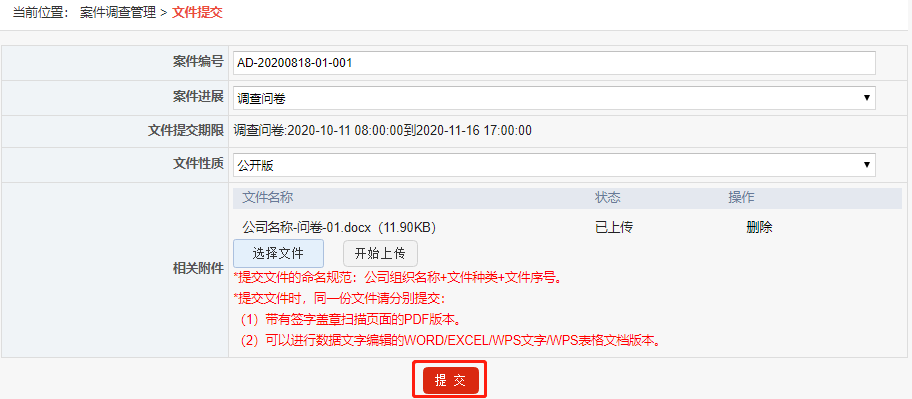 当前位置： 案件调查管理 > 文件提交
案件编号 AD-20200818-01-001
案件进展 调查问卷
文件提交期限 调查问卷:2020-10-11 08:00:00到2020-11-16 17:00:00
文件性质 公开版
文件名称 状态 操作
公司名称-问卷-01.docx（11.90KB） 已上传 删除
选择文件 开始上传
相关附件
*提交文件的命名规范：公司组织名称+文件种类+文件序号。
*提交文件时，同一份文件请分别提交：
（1）带有签字盖章扫描页面的PDF版本。
（2）可以进行数据文字编辑的WORD/EXCEL/WPS文字/WPS表格文档版本。
提 交